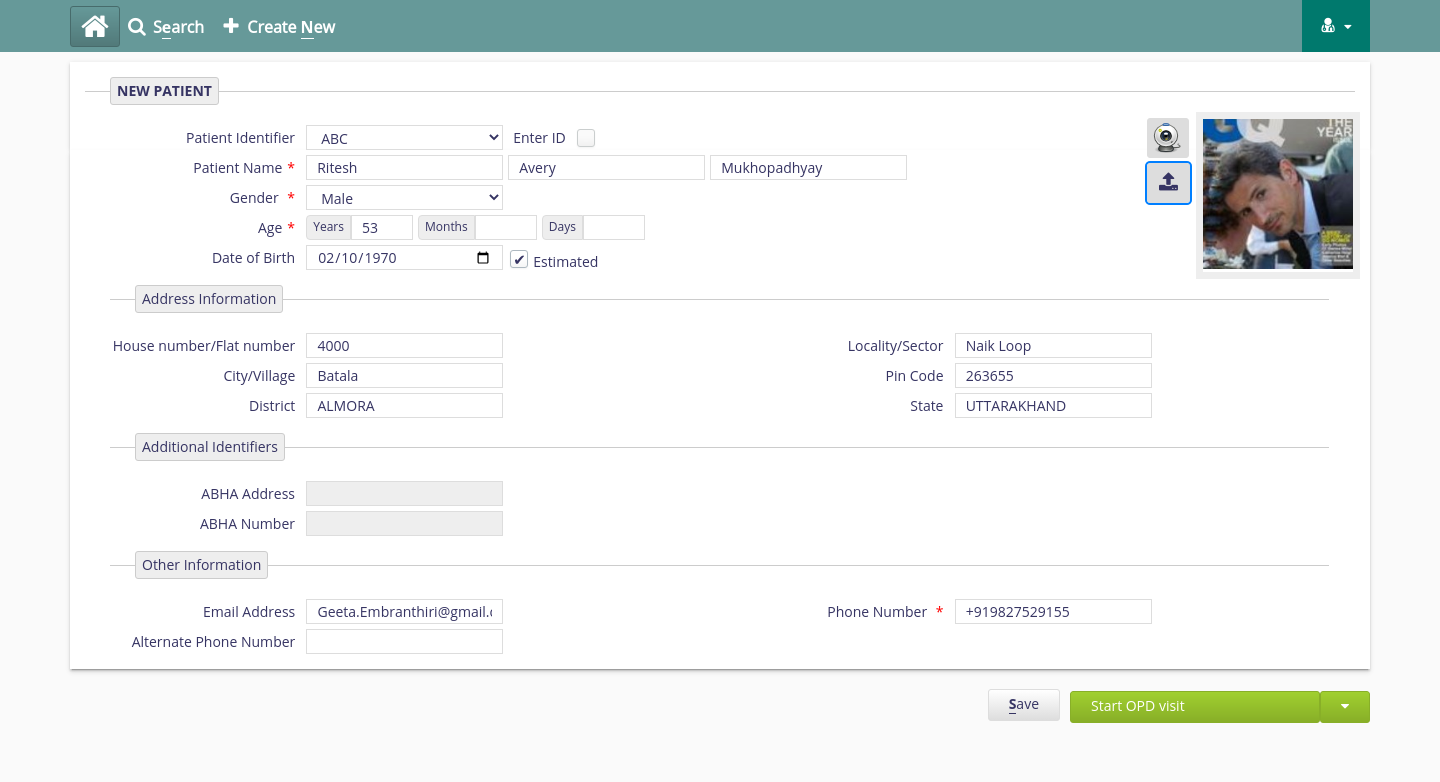 Search
Create New
NEW PATIENT
Patient Identifier ABC Enter ID
Patient Name * Ritesh Avery Mukhopadhyay
Gender * Male
Age * Years 53 Months Days
Date of Birth 02/10/1970 Estimated
GQ THE YEAR
Address Information
House number/Flat number 4000 Locality/Sector Naik Loop
City/Village Batala Pin Code 263655
District ALMORA State UTTARAKHAND
Additional Identifiers
ABHA Address
ABHA Number
Other Information
Email Address Geeta.Embranthiri@gmail.c Phone Number * +919827529155
Alternate Phone Number
Save Start OPD visit